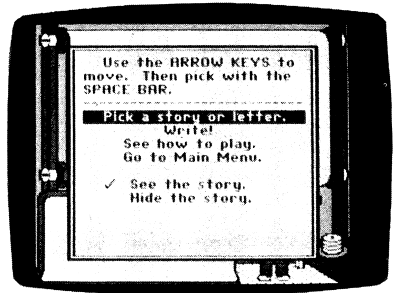 Use the ARROW KEYS to
move. Then pick with the
SPACE BAR.
Pick a story or letter.
Write!
See how to play.
Go to Main Menu.
✓ See the story.
Hide the story.